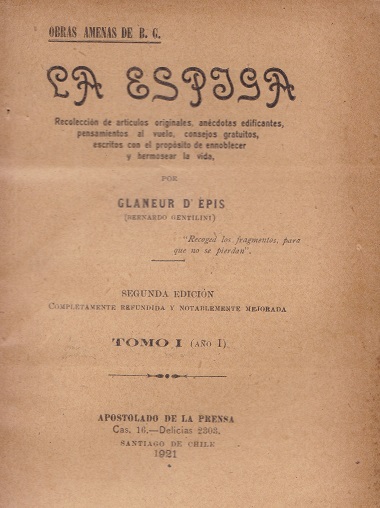 OBRAS AMENAS DE B. G.
LA ESPIGA
Recolección de artículos originales, anécdotas edificantes,
pensamientos al vuelo, consejos gratuitos,
escritos con el propósito de ennoblecer
y hermosear la vida,
POR
GLANEUR D' ÉPIS
(BERNARDO GENTILINI)
"Recoged los fragmentos, para
que no se pierdan".
SEGUNDA EDICIÓN
COMPLETAMENTE REFUNDIDA Y NOTABLEMENTE MEJORADA
TOMO I (AÑO I)
APOSTOLADO DE LA PRENSA
Cas. 16.—Delicias 2303.
SANTIAGO DE CHILE
1921